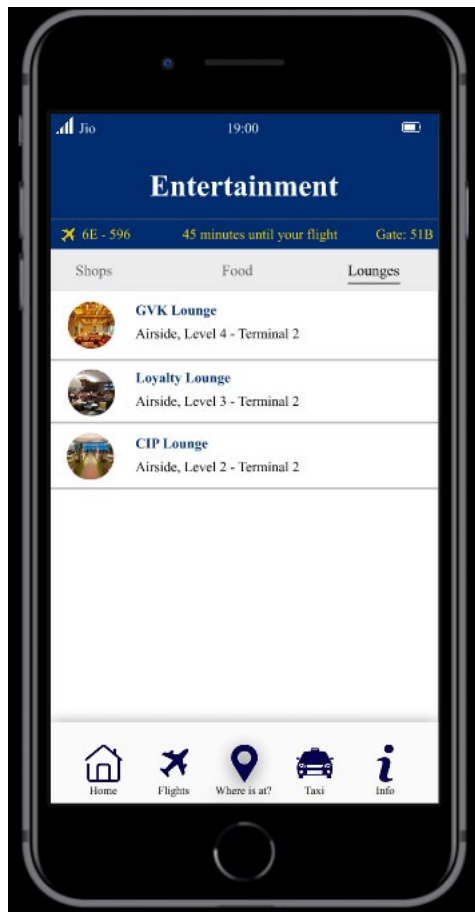 Jio 19:00
Entertainment
6E - 596 45 minutes until your flight Gate: 51B
Shops Food Lounges
GVK Lounge
Airside, Level 4 - Terminal 2
Loyalty Lounge
Airside, Level 3 - Terminal 2
CIP Lounge
Airside, Level 2 - Terminal 2
Home Flights Where is at? Taxi Info